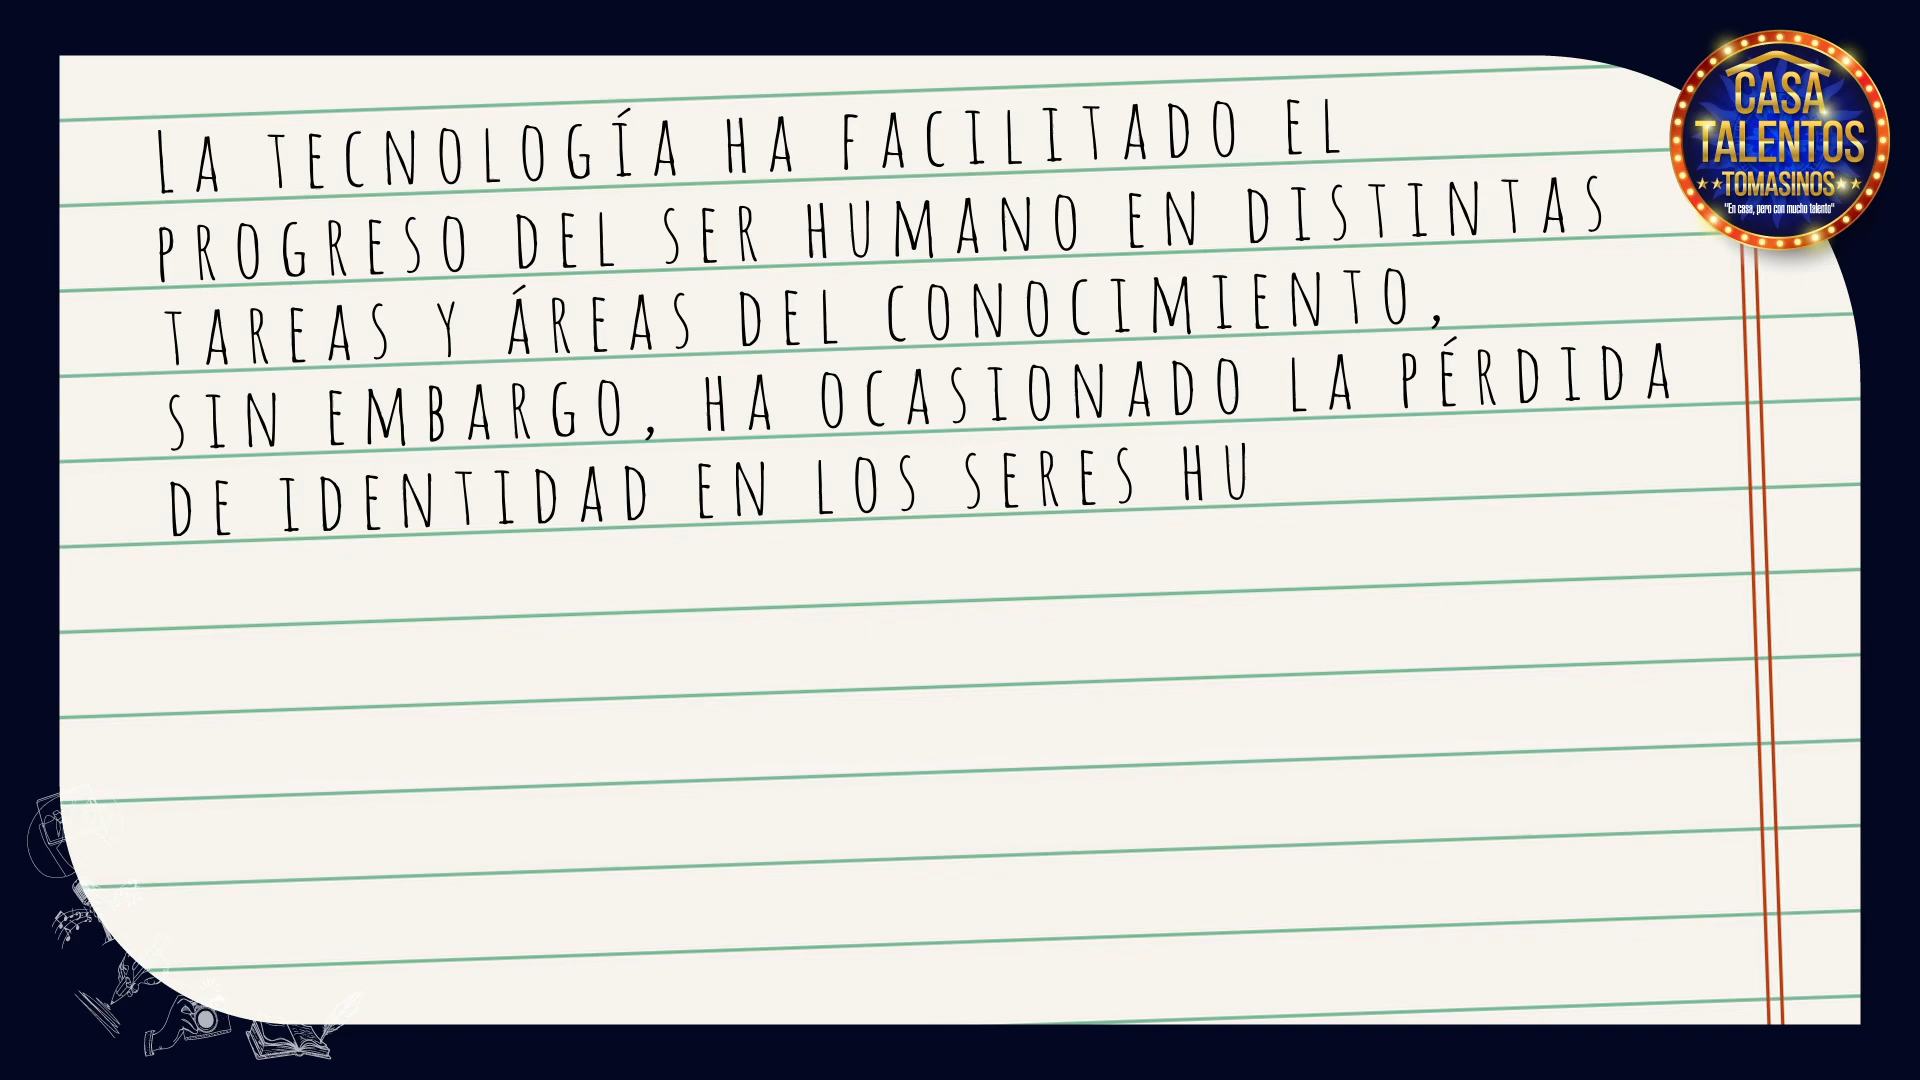 La tecnología ha facilitado el
progreso del ser humano en distintas
tareas y áreas del conocimiento,
sin embargo, ha ocasionado la pérdida
de identidad en los seres hu
CASA
TALENTOS
TOMASINOS
"En casa, pero con mucho talento"